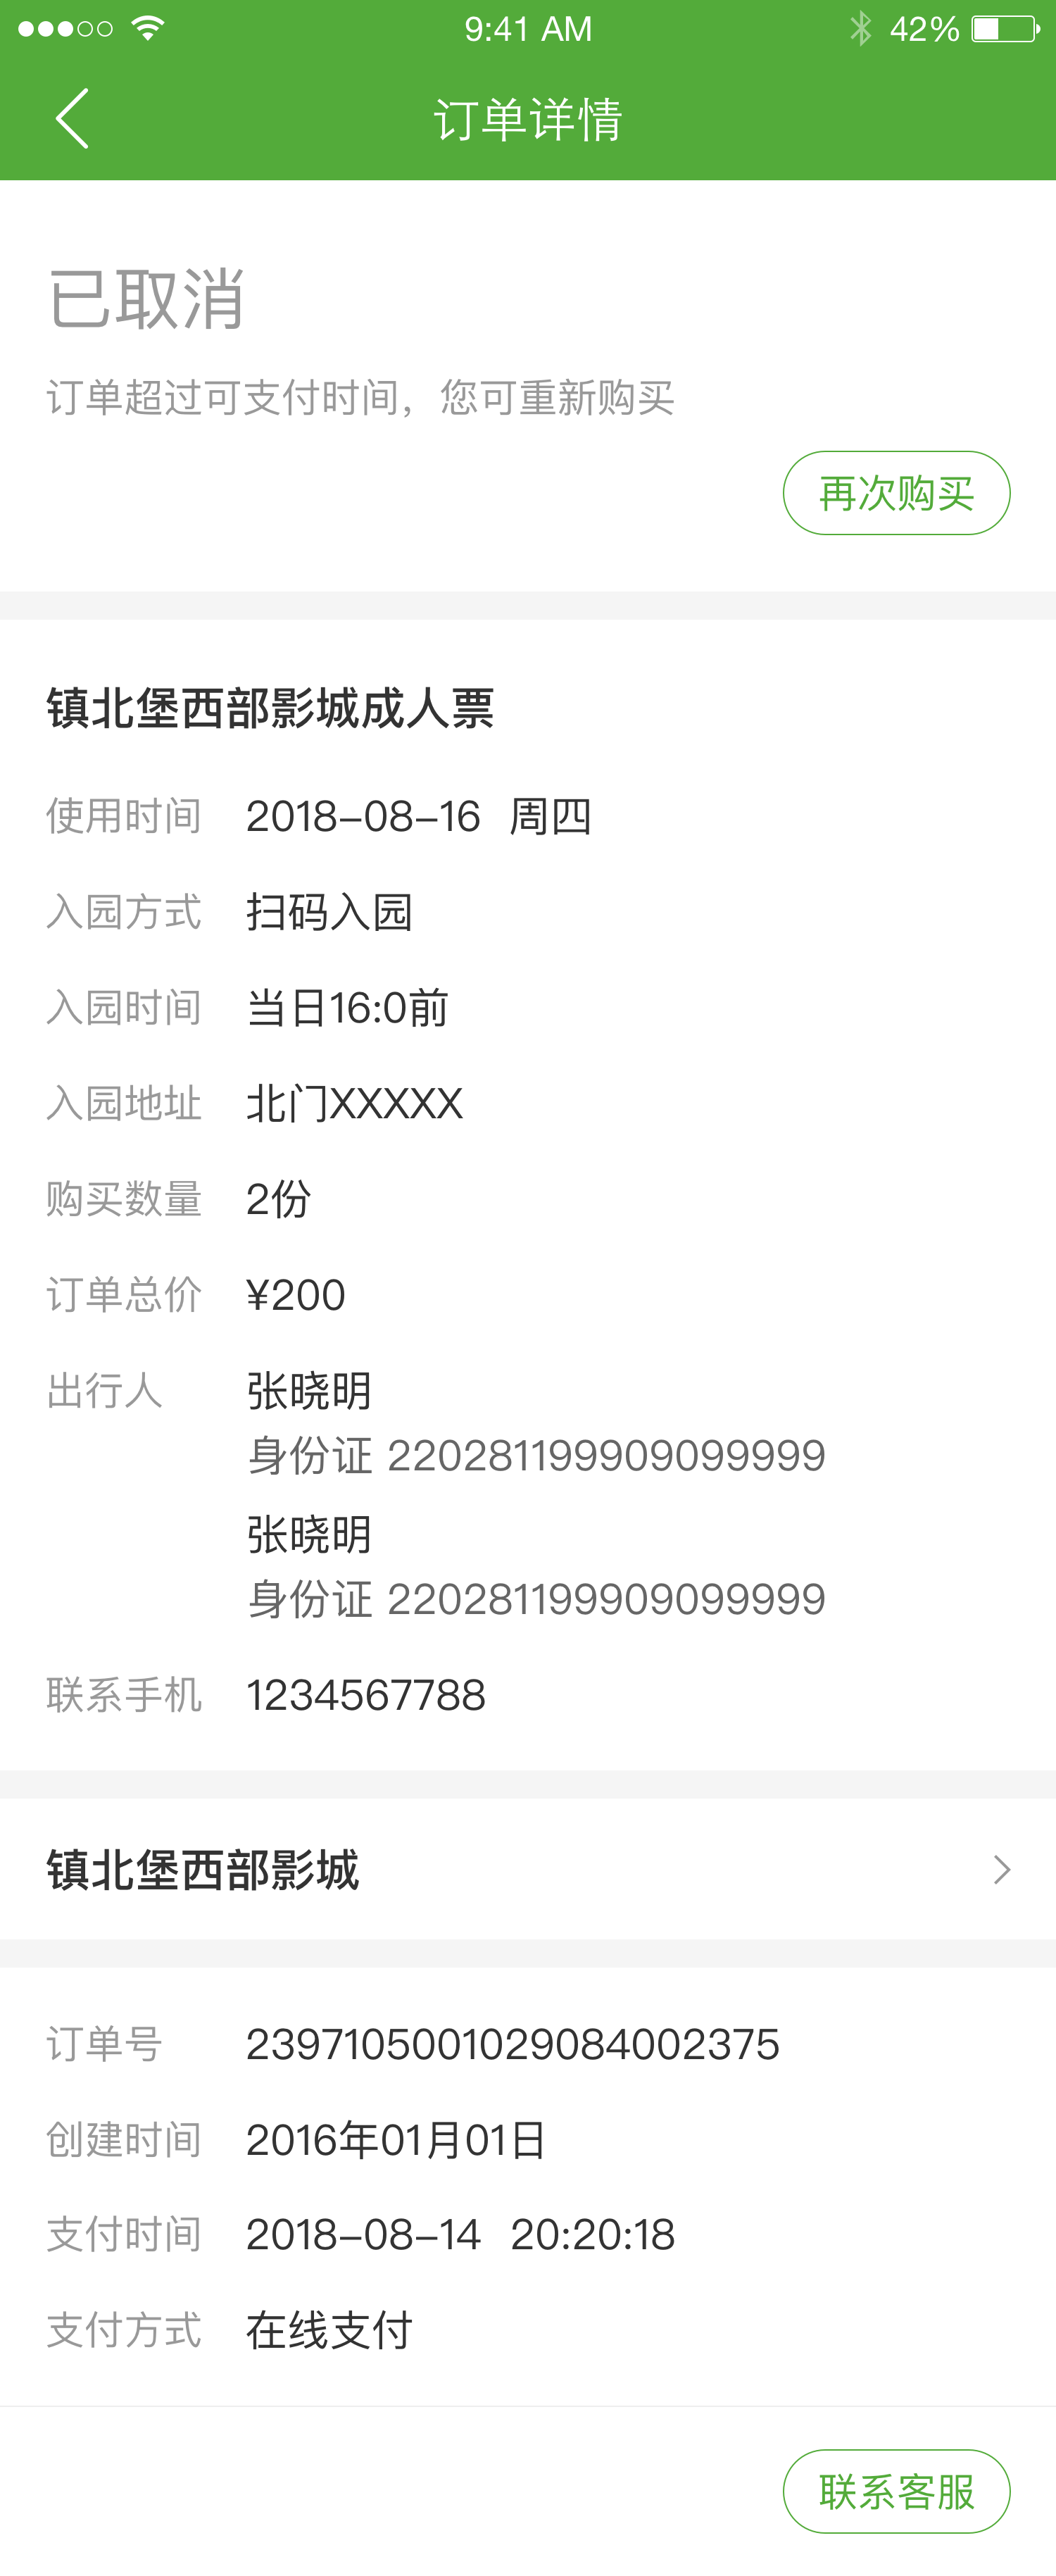 9:41 AM 42%
订单详情
已取消
订单超过可支付时间，您可重新购买
再次购买
镇北堡西部影城成人票
使用时间 2018-08-16 周四
入园方式 扫码入园
入园时间 当日16:0前
入园地址 北门XXXXX
购买数量 2份
订单总价 ¥200
出行人 张晓明
身份证 220281199909099999
张晓明
身份证 220281199909099999
联系手机 1234567788
镇北堡西部影城
订单号 2397105001029084002375
创建时间 2016年01月01日
支付时间 2018-08-14 20:20:18
支付方式 在线支付
联系客服